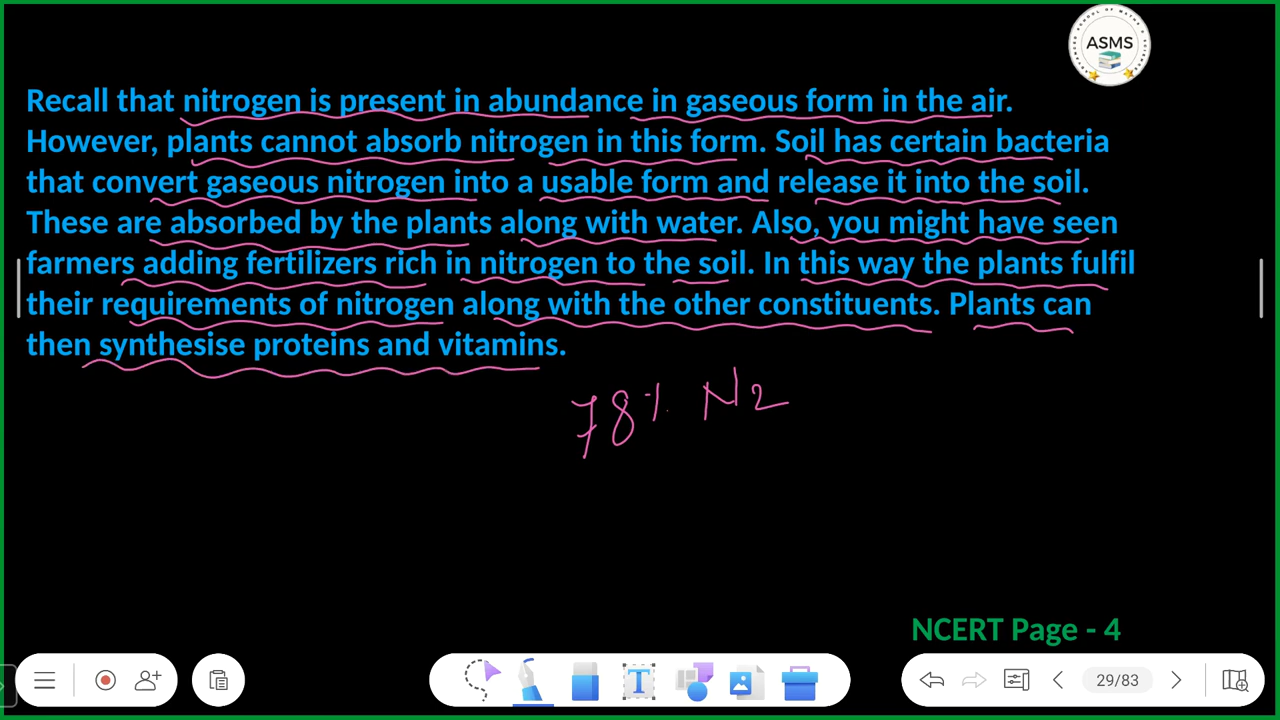 ASMS
Recall that nitrogen is present in abundance in gaseous form in the air.
However, plants cannot absorb nitrogen in this form. Soil has certain bacteria
that convert gaseous nitrogen into a usable form and release it into the soil.
These are absorbed by the plants along with water. Also, you might have seen
farmers adding fertilizers rich in nitrogen to the soil. In this way the plants fulfil
their requirements of nitrogen along with the other constituents. Plants can
then synthesise proteins and vitamins.
78% N2
NCERT Page - 4
T
29/83